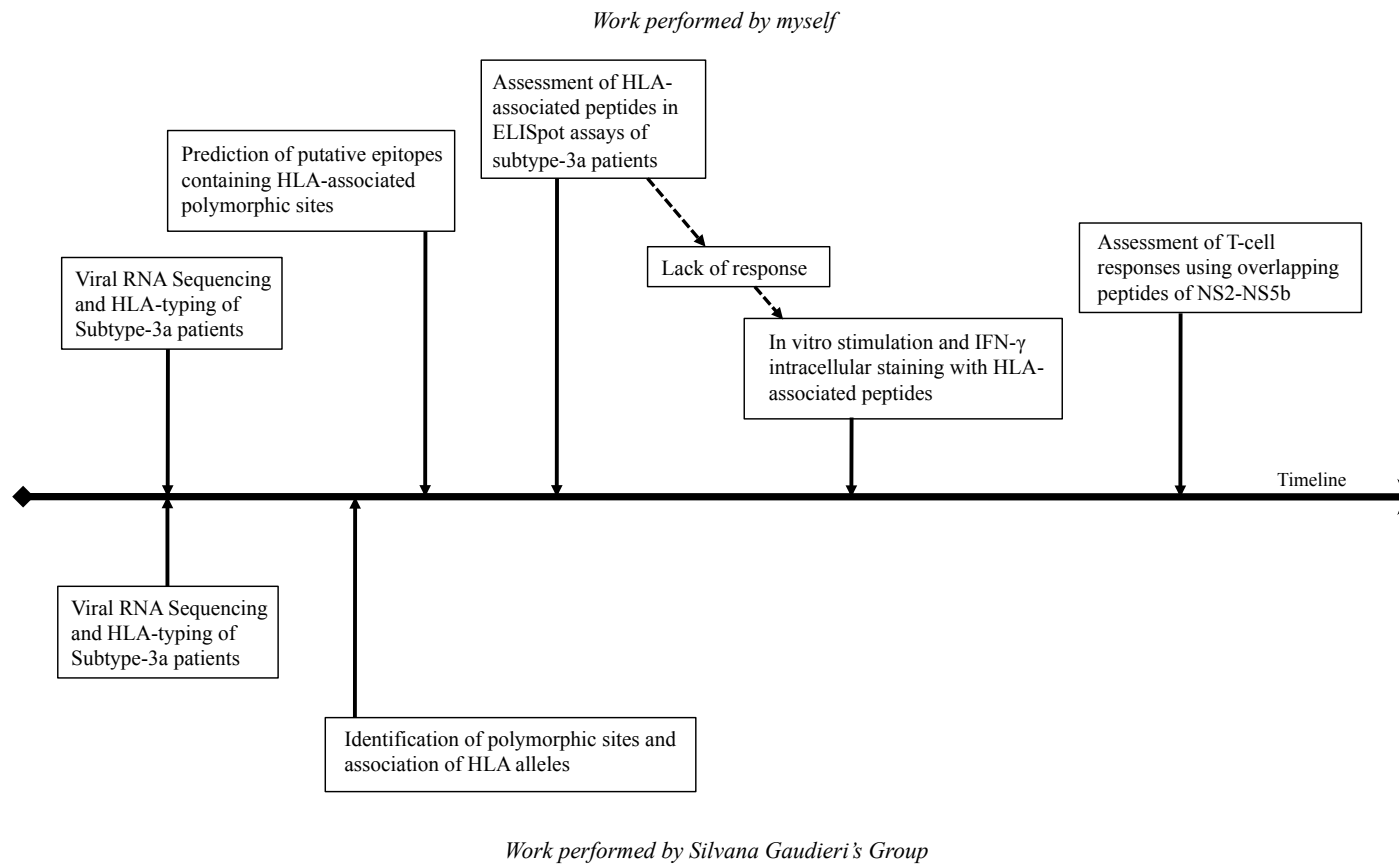 Work performed by myself
Assessment of HLA-
associated peptides in
ELISpot assays of
subtype-3a patients
Prediction of putative epitopes
containing HLA-associated
polymorphic sites
Lack of response
Assessment of T-cell
responses using overlapping
peptides of NS2-NS5b
Viral RNA Sequencing
and HLA-typing of
Subtype-3a patients
In vitro stimulation and IFN-γ
intracellular staining with HLA-
associated peptides
Timeline
Viral RNA Sequencing
and HLA-typing of
Subtype-3a patients
Identification of polymorphic sites and
association of HLA alleles
Work performed by Silvana Gaudieri's Group